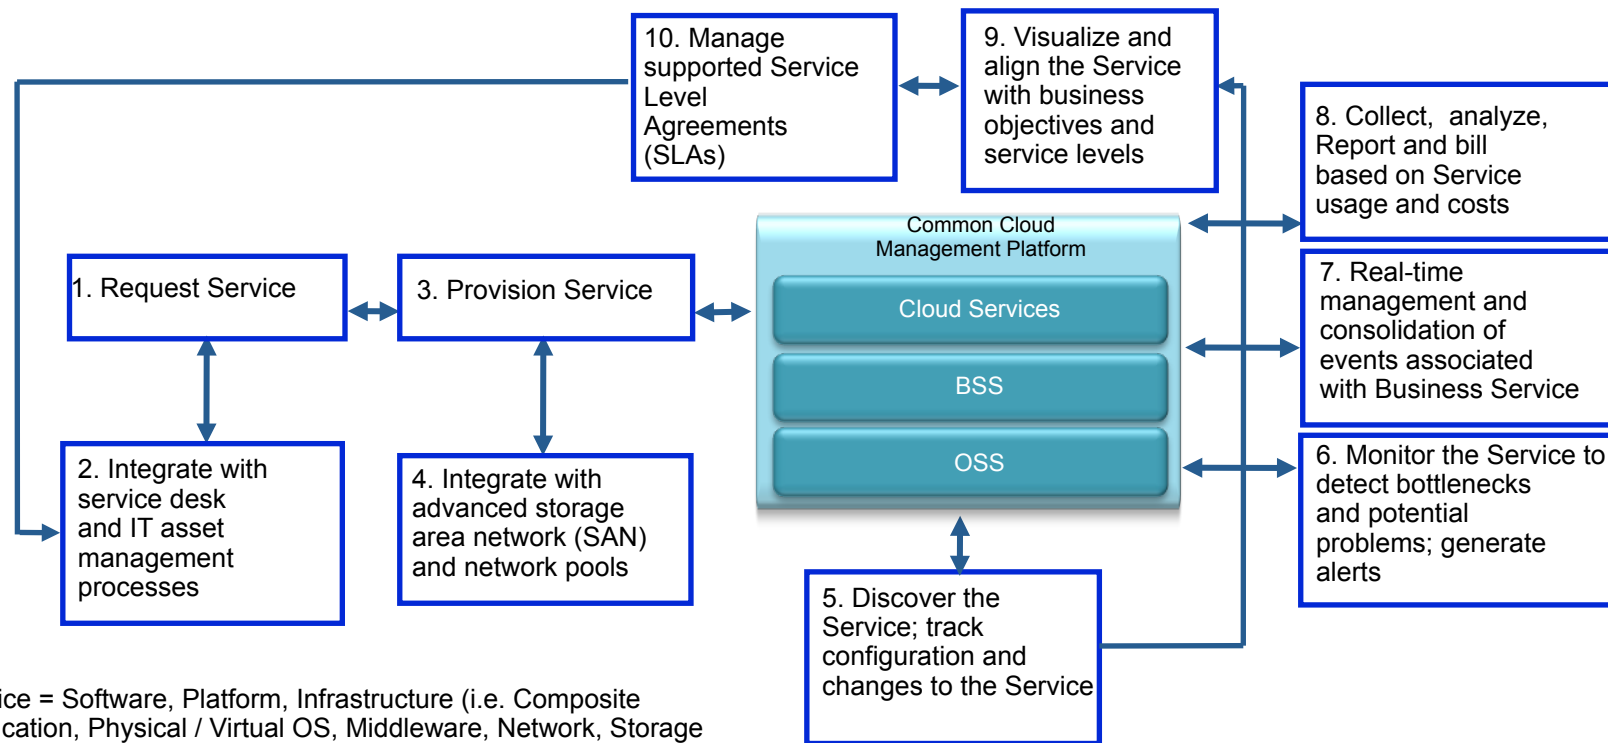 10. Manage
supported Service
Level
Agreements
(SLAs)
9. Visualize and
align the Service
with business
objectives and
service levels
8. Collect, analyze,
Report and bill
based on Service
usage and costs
Common Cloud
Management Platform
Cloud Services
BSS
OSS
1. Request Service
3. Provision Service
7. Real-time
management and
consolidation of
events associated
with Business Service
2. Integrate with
service desk
and IT asset
management
processes
4. Integrate with
advanced storage
area network (SAN)
and network pools
6. Monitor the Service to
detect bottlenecks
and potential
problems; generate
alerts
5. Discover the
Service; track
configuration and
changes to the Service
ice = Software, Platform, Infrastructure (i.e. Composite
cation, Physical / Virtual OS, Middleware, Network, Storage